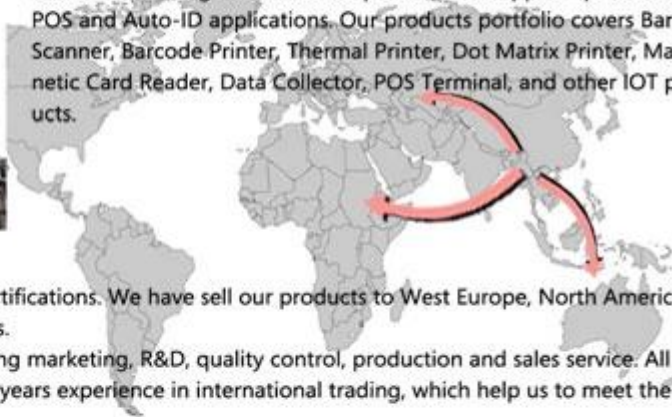 POS and Auto-ID applications. Our products portfolio covers Bar
Scanner, Barcode Printer, Thermal Printer, Dot Matrix Printer, Ma
netic Card Reader, Data Collector, POS Terminal, and other IOT p
ucts.
rtifications. We have sell our products to West Europe, North Americ
s.
ng marketing, R&D, quality control, production and sales service. All
years experience in international trading, which help us to meet the